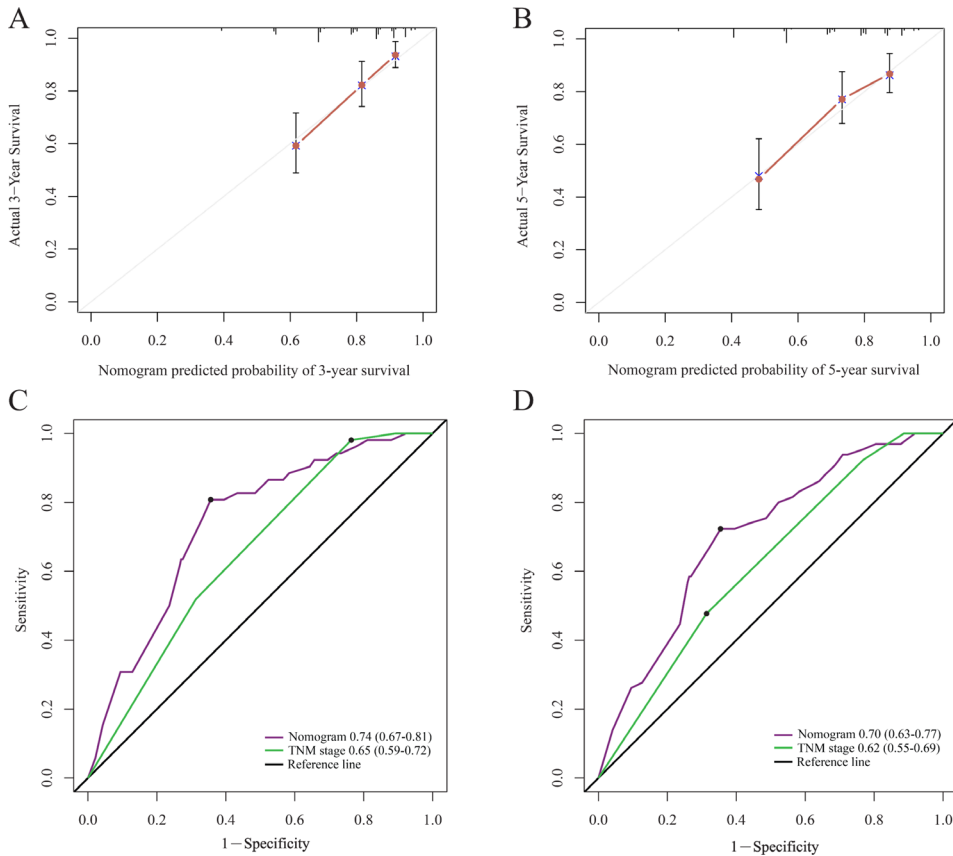 A
Actual 3−Year Survival
1.0
0.8
0.6
0.4
0.2
0.0
0.0 0.2 0.4 0.6 0.8 1.0
Nomogram predicted probability of 3-year survival
B
Actual 5−Year Survival
1.0
0.8
0.6
0.4
0.2
0.0
0.0 0.2 0.4 0.6 0.8 1.0
Nomogram predicted probability of 5-year survival
C
Sensitivity
1.0
0.8
0.6
0.4
0.2
0.0
Nomogram 0.74 (0.67-0.81)
TNM stage 0.65 (0.59-0.72)
Reference line
0.0 0.2 0.4 0.6 0.8 1.0
1−Specificity
D
Sensitivity
1.0
0.8
0.6
0.4
0.2
0.0
Nomogram 0.70 (0.63-0.77)
TNM stage 0.62 (0.55-0.69)
Reference line
0.0 0.2 0.4 0.6 0.8 1.0
1−Specificity